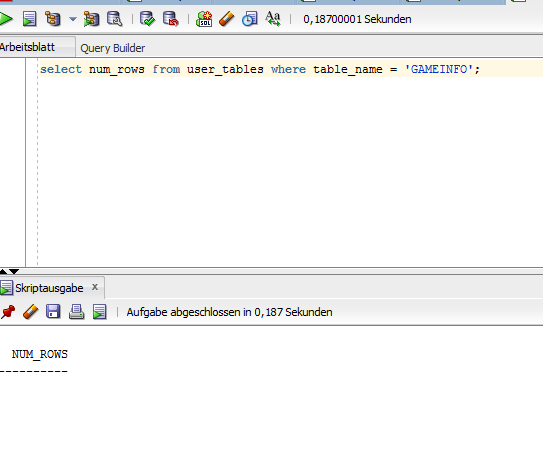 0,18700001 Sekunden
Arbeitsblatt Query Builder
select num_rows from user_tables where table_name = 'GAMEINFO';
Skriptausgabe x
Aufgabe abgeschlossen in 0,187 Sekunden
NUM_ROWS
----------